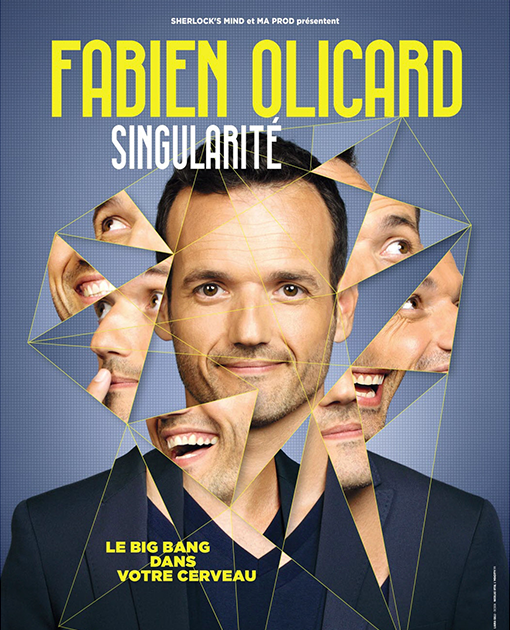 SHERLOCK'S MIND et MA PROD présentent
FABIEN OLICARD
SINGULARITÉ
LE BIG BANG
DANS
VOTRE CERVEAU